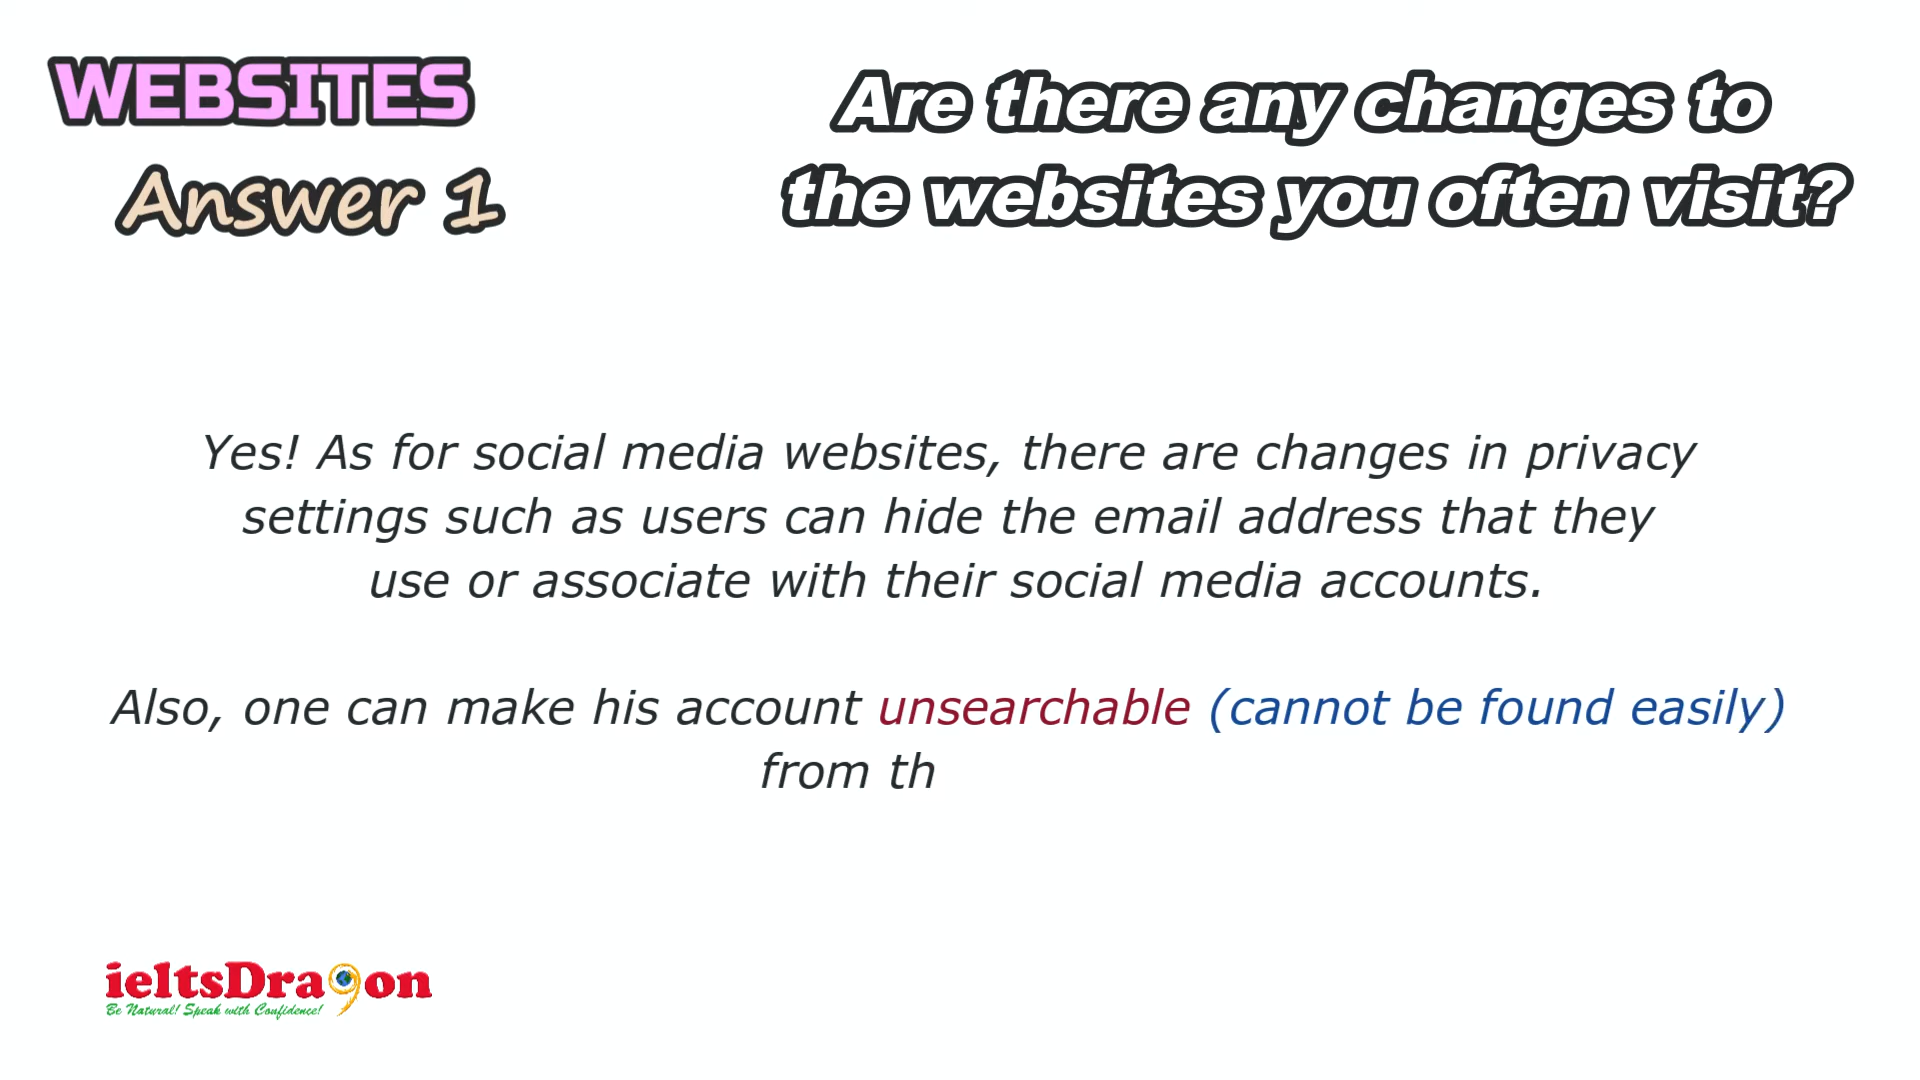 WEBSITES
Answer 1
Are there any changes to
the websites you often visit?
Yes! As for social media websites, there are changes in privacy
settings such as users can hide the email address that they
use or associate with their social media accounts.
Also, one can make his account unsearchable (cannot be found easily)
from th
ieltsDra9on
Be Natural! Speak with Confidence!